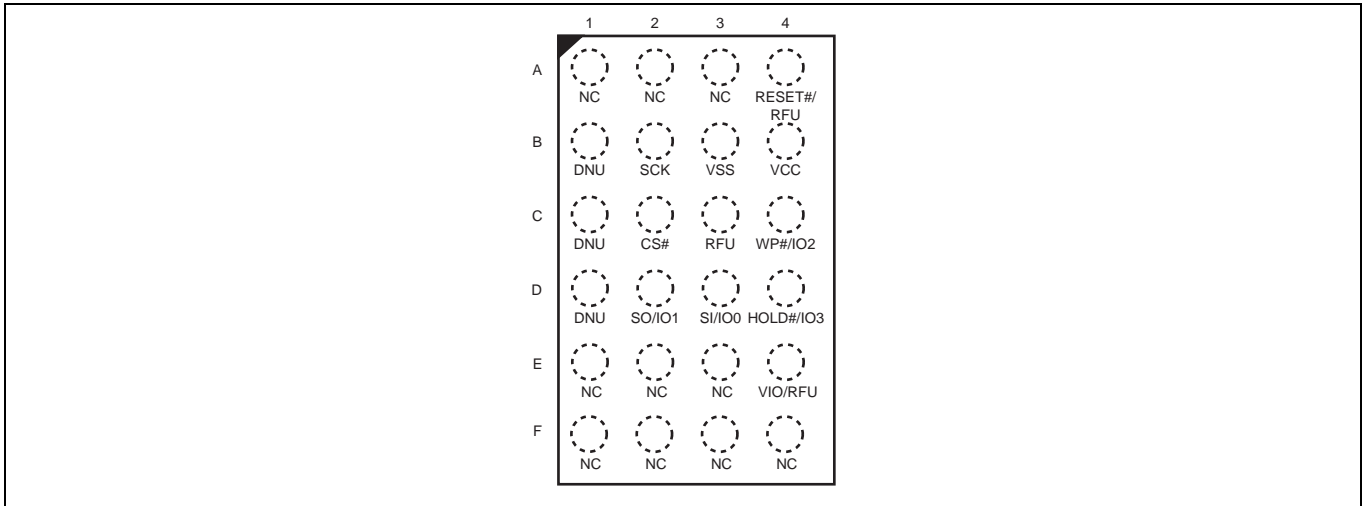 1 2 3 4
A
NC NC NC RESET#/
RFU
B
DNU SCK VSS VCC
C
DNU CS# RFU WP#/IO2
D
DNU SO/IO1 SI/IO0 HOLD#/IO3
E
NC NC NC VIO/RFU
F
NC NC NC NC